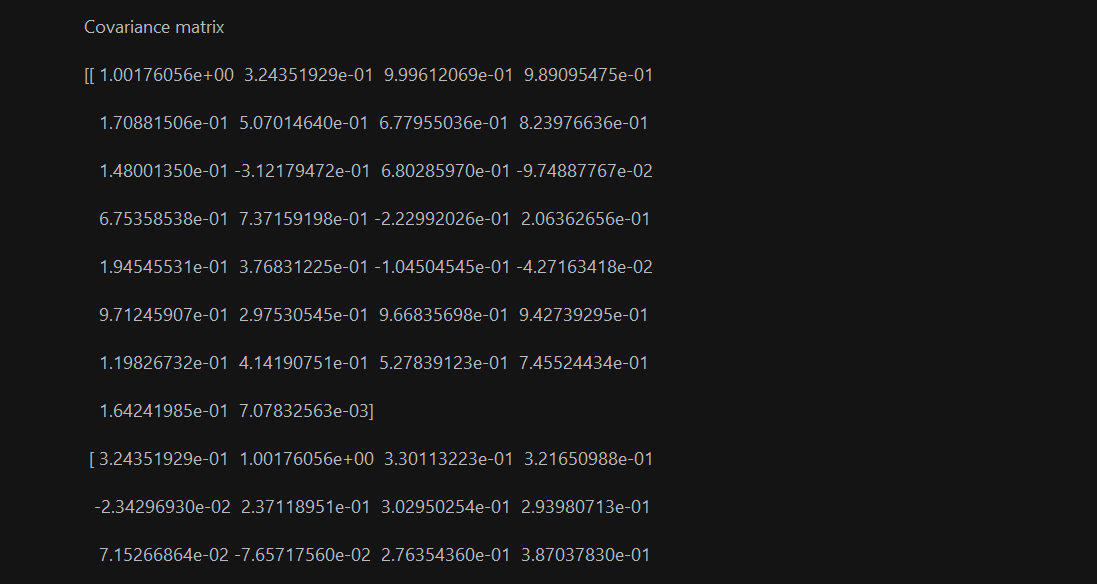 Covariance matrix
[[ 1.00176056e+00 3.24351929e-01 9.99612069e-01 9.89095475e-01
1.70881506e-01 5.07014640e-01 6.77955036e-01 8.23976636e-01
1.48001350e-01 -3.12179472e-01 6.80285970e-01 -9.74887767e-02
6.75358538e-01 7.37159198e-01 -2.22992026e-01 2.06362656e-01
1.94545531e-01 3.76831225e-01 -1.04504545e-01 -4.27163418e-02
9.71245907e-01 2.97530545e-01 9.66835698e-01 9.42739295e-01
1.19826732e-01 4.14190751e-01 5.27839123e-01 7.45524434e-01
1.64241985e-01 7.07832563e-03]
[ 3.24351929e-01 1.00176056e+00 3.30113223e-01 3.21650988e-01
-2.34296930e-02 2.37118951e-01 3.02950254e-01 2.93980713e-01
7.15266864e-02 -7.65717560e-02 2.76354360e-01 3.87037830e-01